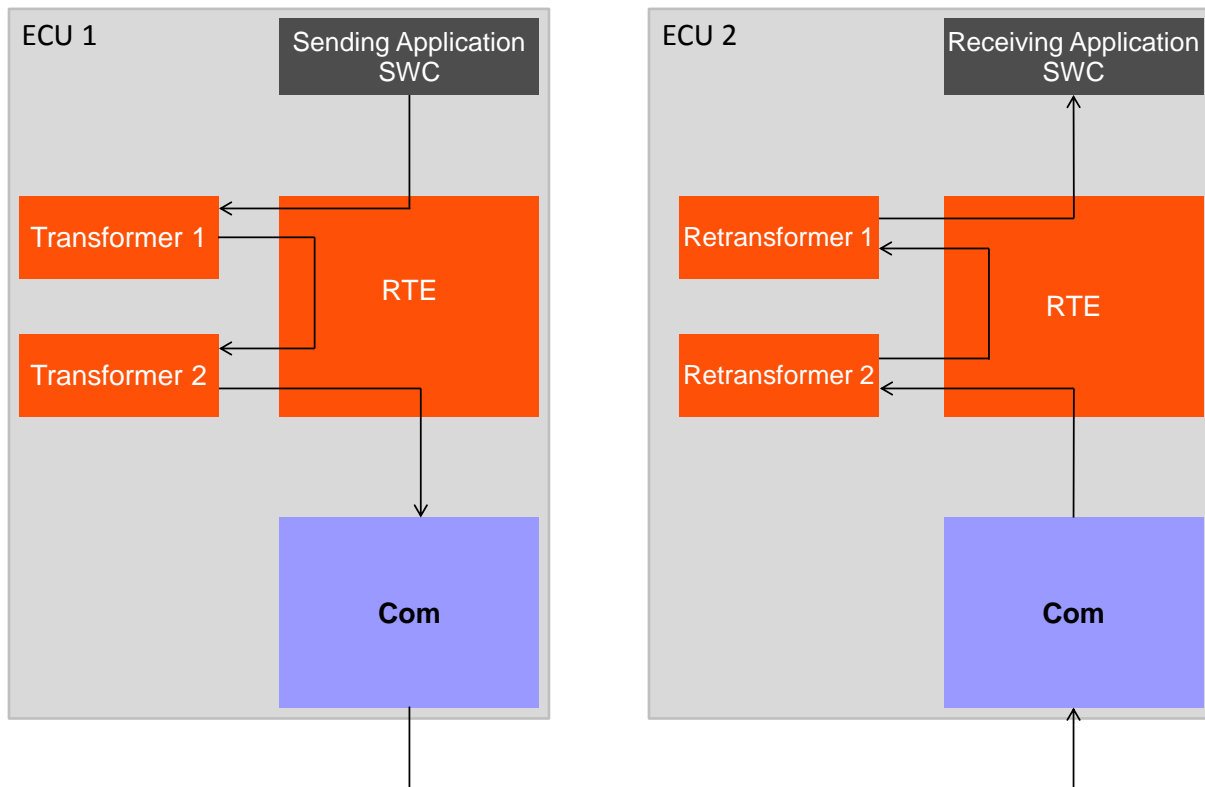 ECU 1
Sending Application
SWC
Transformer 1
RTE
Transformer 2
Com
ECU 2
Receiving Application
SWC
Retransformer 1
RTE
Retransformer 2
Com